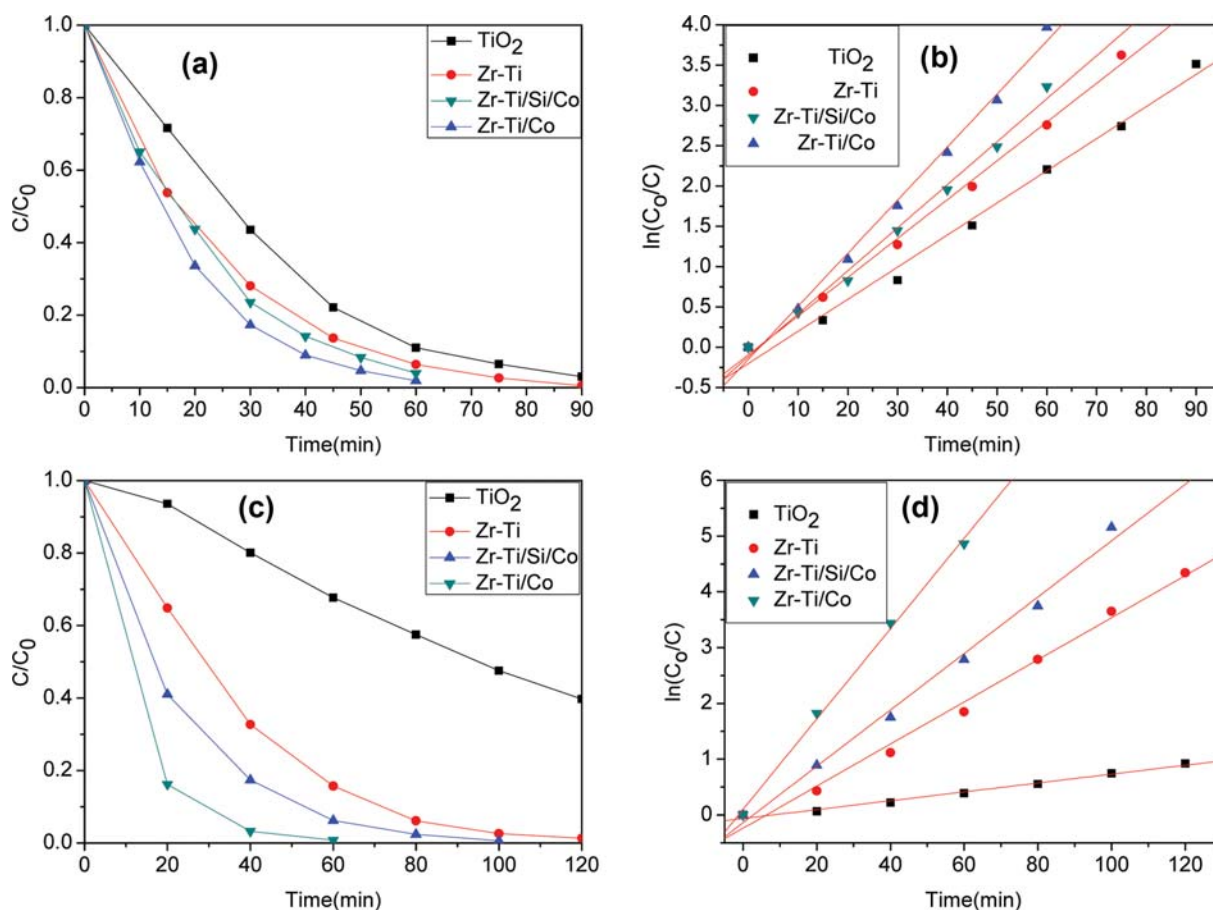 (a)
TiO2
Zr-Ti
Zr-Ti/Si/Co
Zr-Ti/Co
C/C0
1.0
0.8
0.6
0.4
0.2
0.0
0 10 20 30 40 50 60 70 80 90
Time(min)
(b)
TiO2
Zr-Ti
Zr-Ti/Si/Co
Zr-Ti/Co
ln(Co/C)
4.0
3.5
3.0
2.5
2.0
1.5
1.0
0.5
0.0
-0.5
0 10 20 30 40 50 60 70 80 90
Time(min)
(c)
TiO2
Zr-Ti
Zr-Ti/Si/Co
Zr-Ti/Co
C/C0
1.0
0.8
0.6
0.4
0.2
0.0
0 20 40 60 80 100 120
Time(min)
(d)
TiO2
Zr-Ti
Zr-Ti/Si/Co
Zr-Ti/Co
ln(Co/C)
6
5
4
3
2
1
0
0 20 40 60 80 100 120
Time(min)